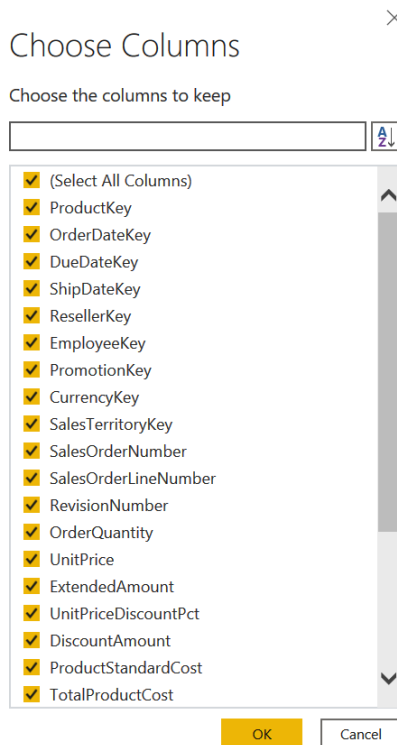 Choose Columns
Choose the columns to keep
A
Z
(Select All Columns)
ProductKey
OrderDateKey
DueDateKey
ShipDateKey
ResellerKey
EmployeeKey
PromotionKey
CurrencyKey
SalesTerritoryKey
SalesOrderNumber
SalesOrderLineNumber
RevisionNumber
OrderQuantity
UnitPrice
ExtendedAmount
UnitPriceDiscountPct
DiscountAmount
ProductStandardCost
TotalProductCost
OK Cancel